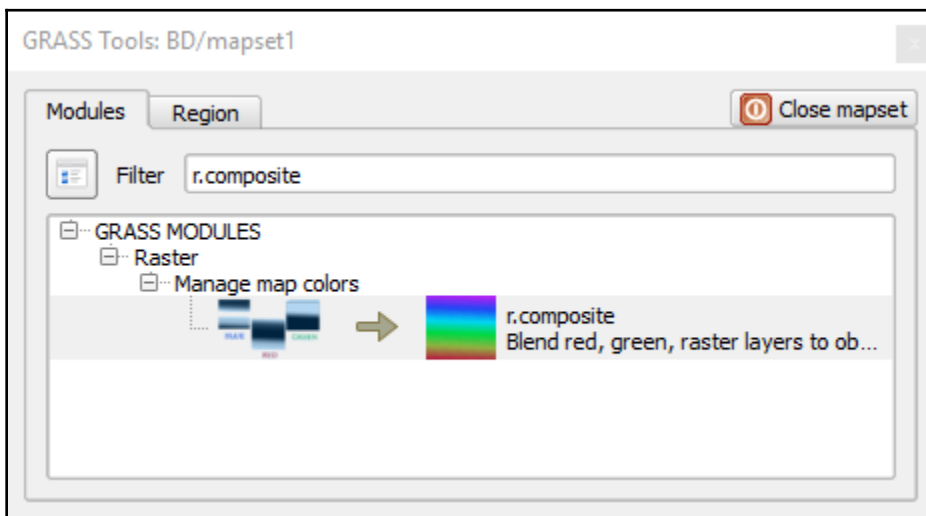 GRASS Tools: BD/mapset1
x
Modules
Region
Close mapset
Filter
r.composite
GRASS MODULES
Raster
Manage map colors
r.composite
Blend red, green, raster layers to ob...
RED